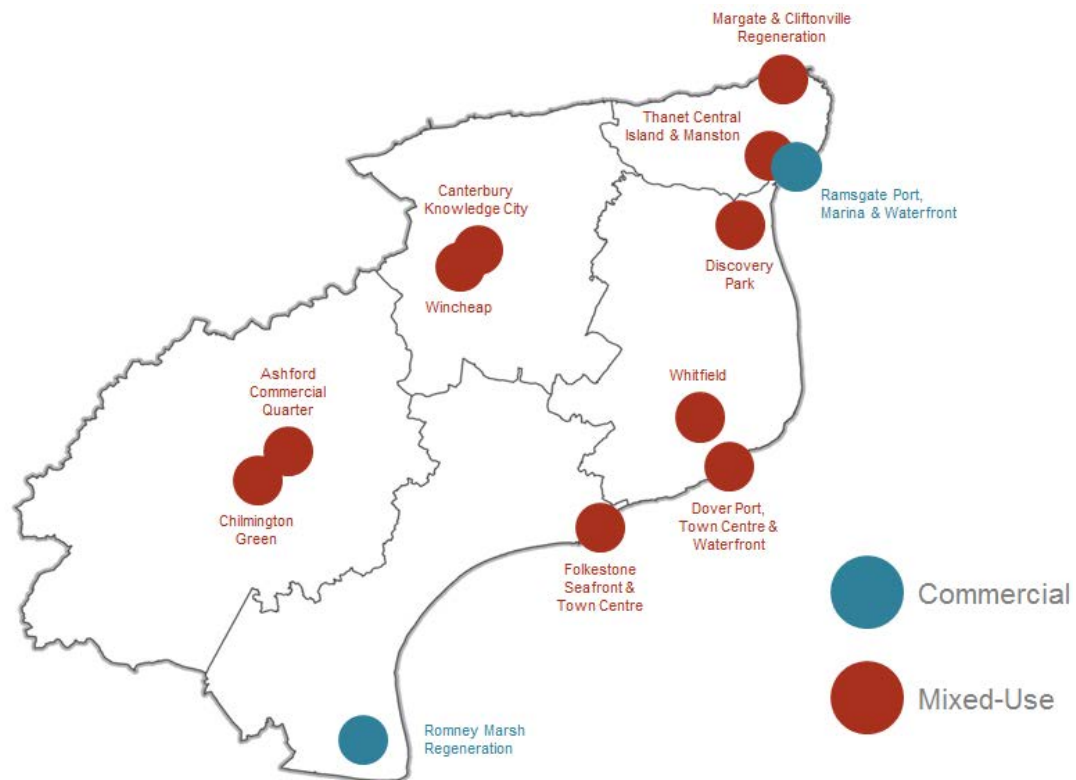 Margate & Cliftonville
Regeneration
Thanet Central
Island & Manston
Ramsgate Port,
Marina & Waterfront
Canterbury
Knowledge City
Wincheap
Discovery
Park
Ashford
Commercial
Quarter
Chilmington
Green
Whitfield
Dover Port,
Town Centre &
Waterfront
Folkestone
Seafront &
Town Centre
Romney Marsh
Regeneration
Commercial
Mixed-Use